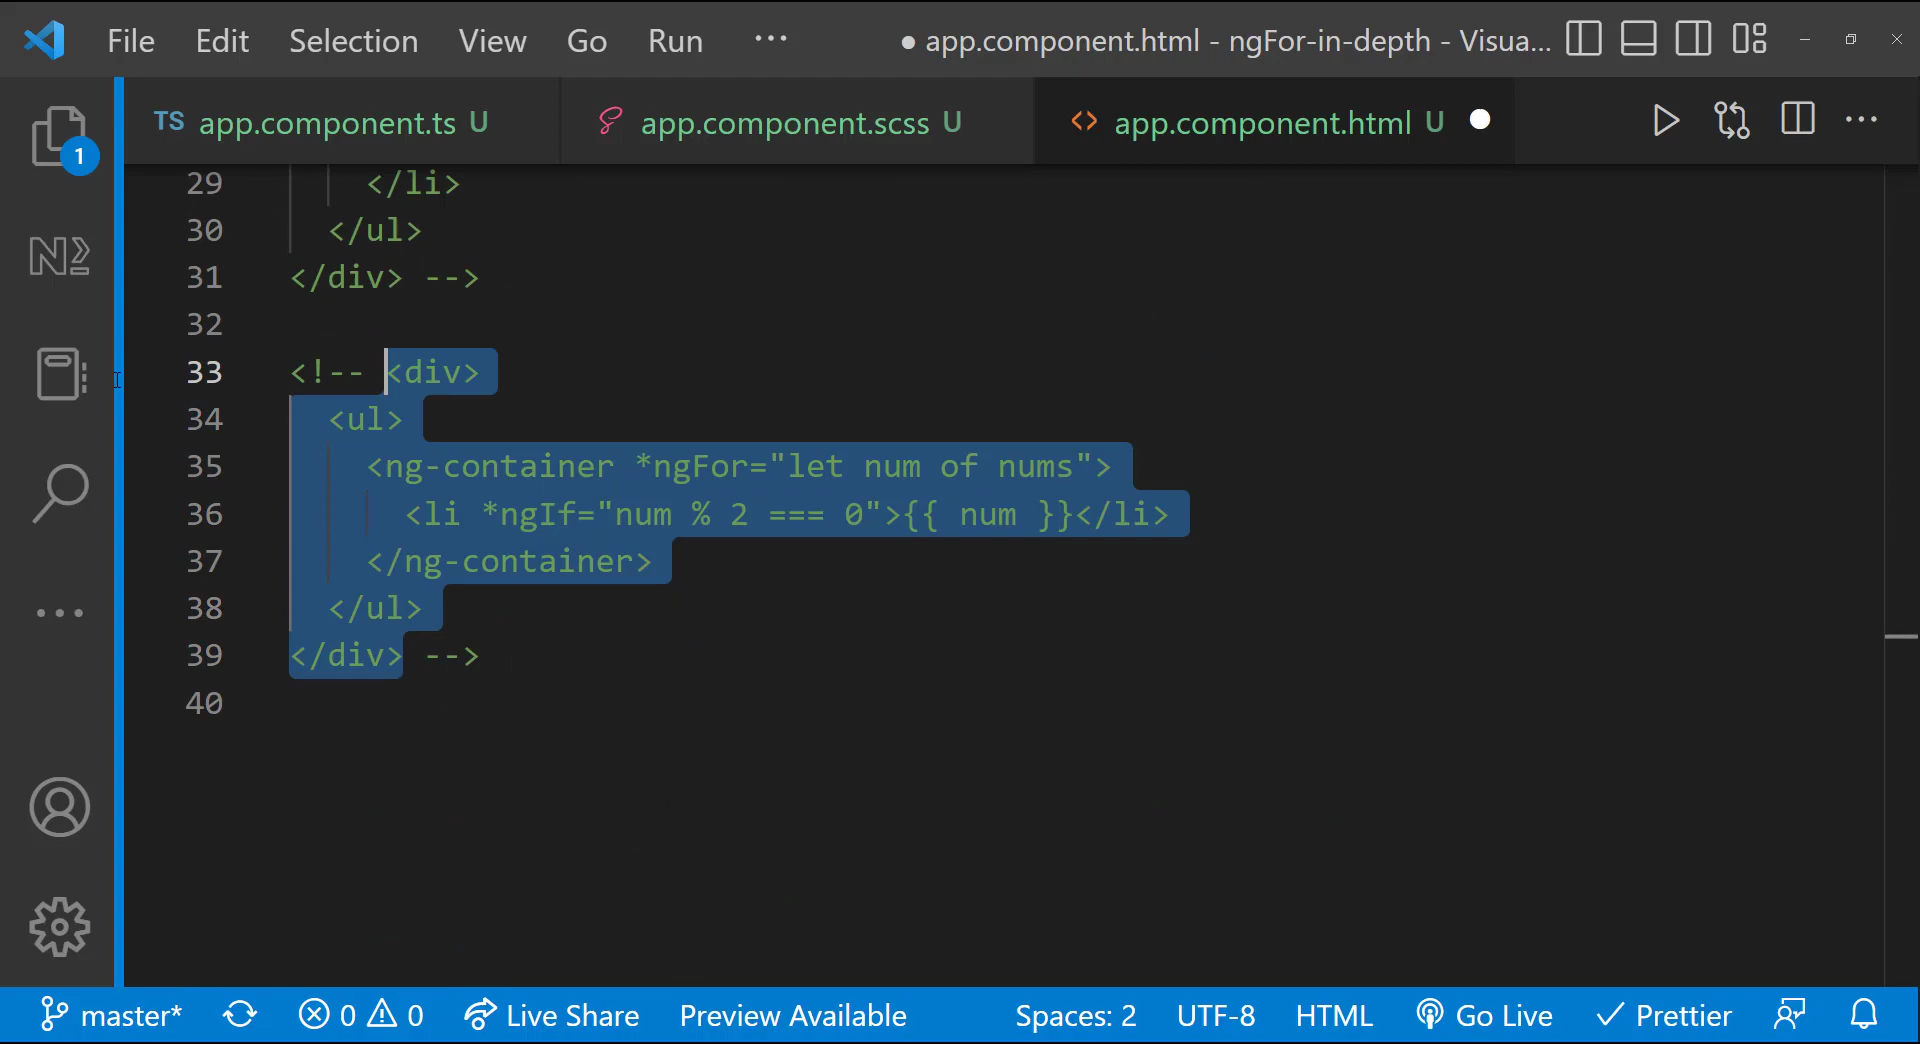 File Edit Selection View Go Run ··· ● app.component.html - ngFor-in-depth - Visua...
TS app.component.ts U app.component.scss U <> app.component.html U ●
1
29 </li>
30 </ul>
31 </div> -->
32
33 <!-- <div>
34 <ul>
35 <ng-container *ngFor="let num of nums">
36 <li *ngIf="num % 2 === 0">{{ num }}</li>
37 </ng-container>
38 </ul>
39 </div> -->
40
master* 0 0 Live Share Preview Available Spaces: 2 UTF-8 HTML Go Live Prettier